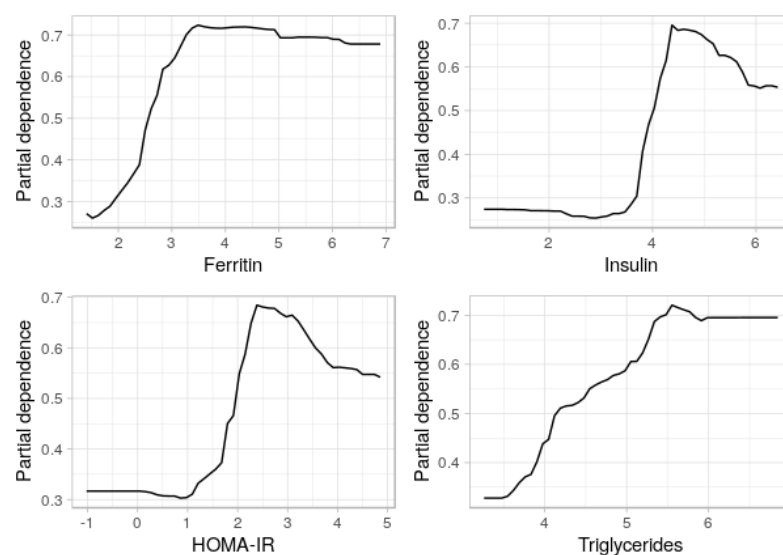 Partial dependence
0.7
0.6
0.5
0.4
0.3
2 3 4 5 6 7
Ferritin
Partial dependence
0.7
0.6
0.5
0.4
0.3
2 4 6
Insulin
Partial dependence
0.7
0.6
0.5
0.4
0.3
-1 0 1 2 3 4 5
HOMA-IR
Partial dependence
0.7
0.6
0.5
0.4
4 5 6
Triglycerides